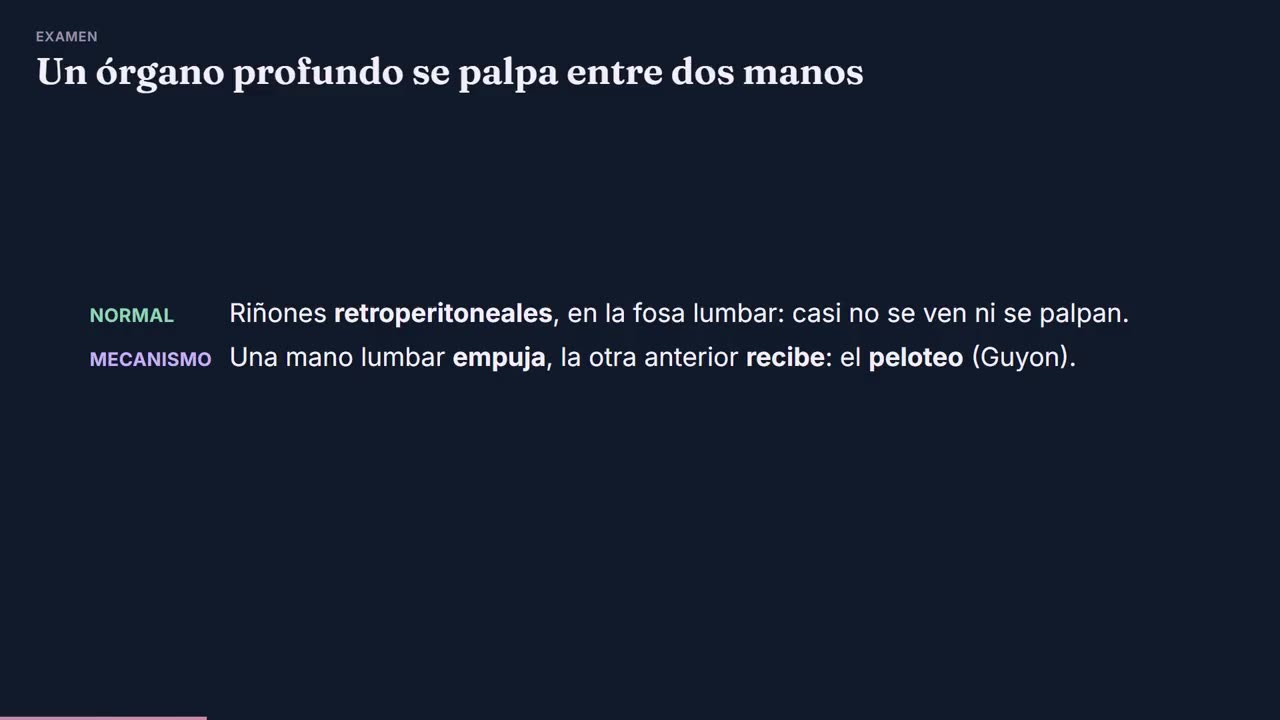 EXAMEN
Un órgano profundo se palpa entre dos manos
NORMAL Riñones retroperitoneales, en la fosa lumbar: casi no se ven ni se palpan.
MECANISMO Una mano lumbar empuja, la otra anterior recibe: el peloteo (Guyon).